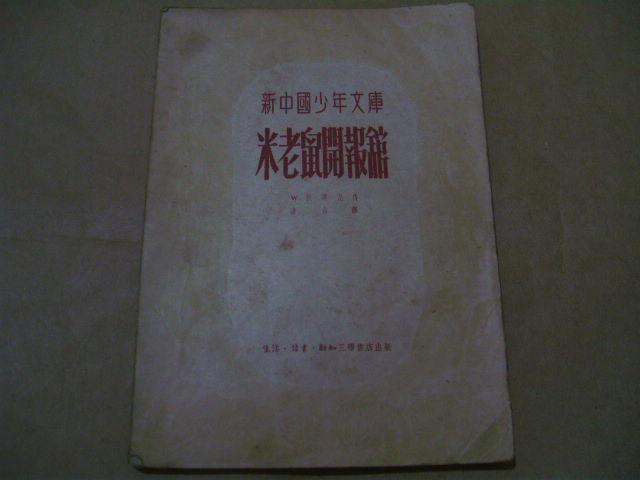 新中國少年文庫
米老鼠開報館
W
生活·讀書·新知三聯書店出版